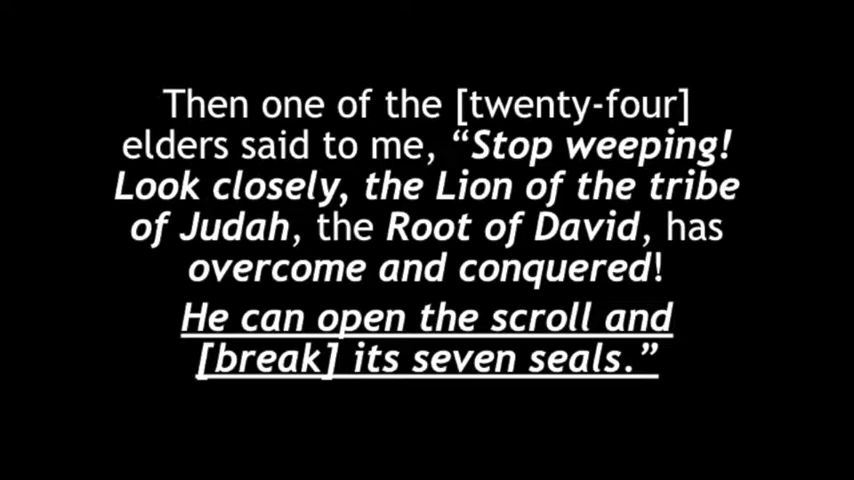 Then one of the [twenty-four]
elders said to me, “Stop weeping!
Look closely, the Lion of the tribe
of Judah, the Root of David, has
overcome and conquered!
He can open the scroll and
[break] its seven seals.”